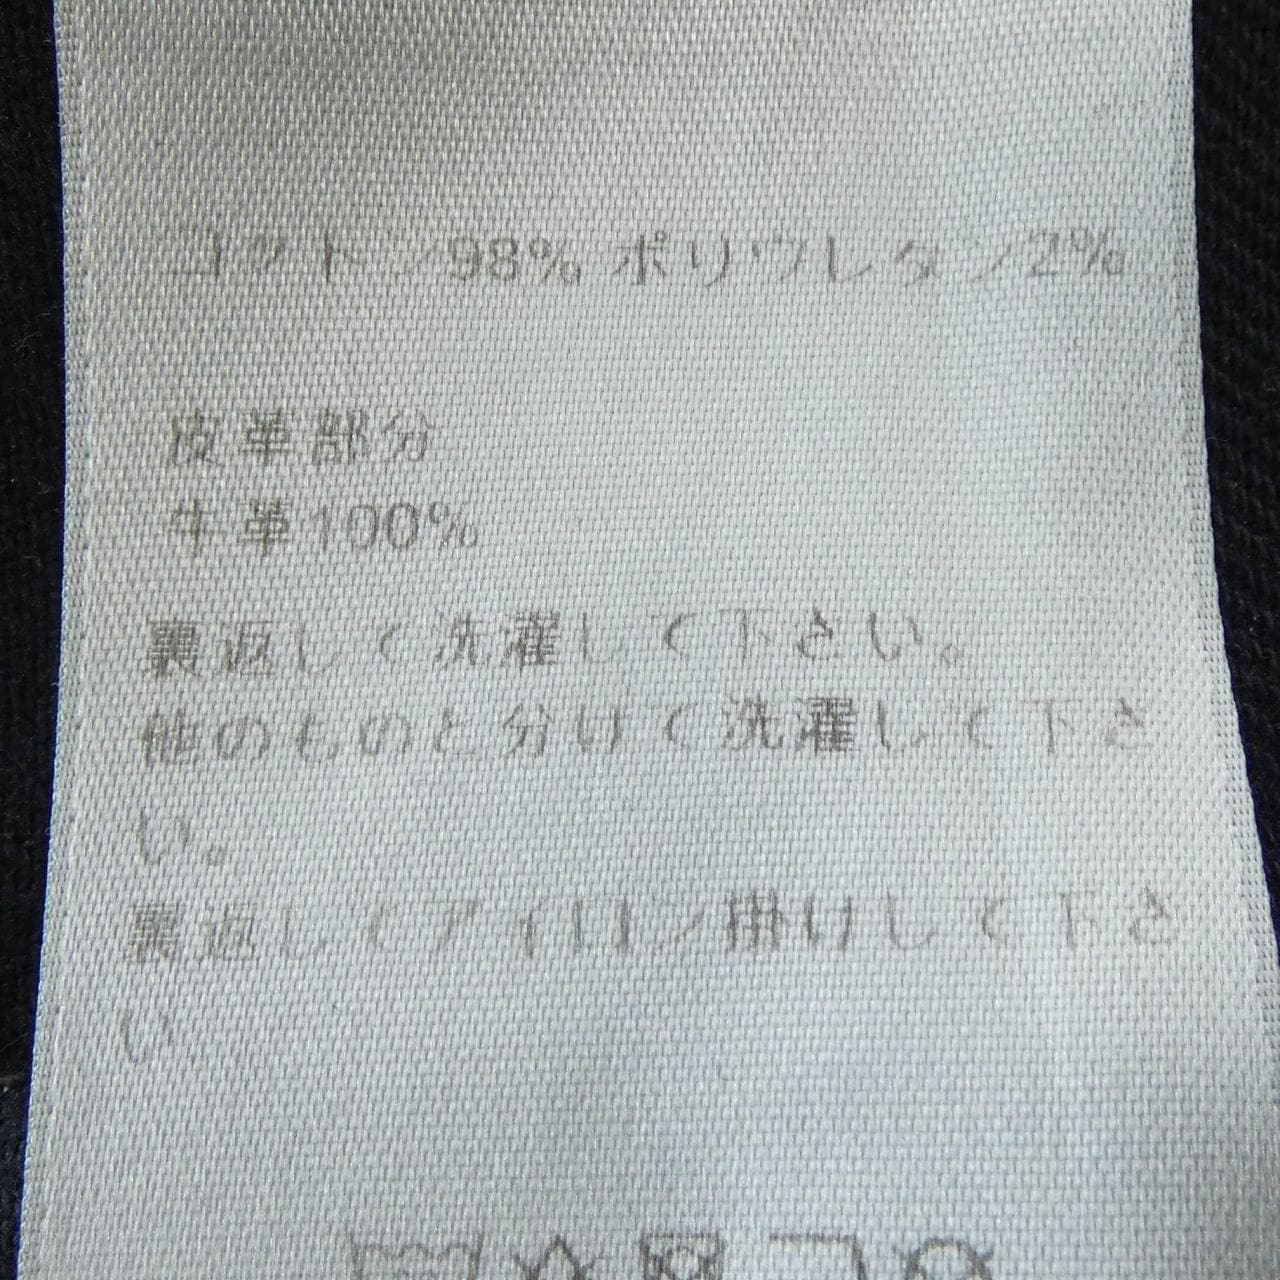 コットン98% ポリウレタン2%
皮革部分
牛革100%
裏返しで洗濯して下さい。
他のものと分けて洗濯して下さ
い。
裏返してアイロン掛けして下さ
い